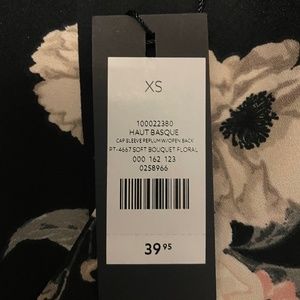 XS
100022380
HAUT BASQUE
CAP SLEEVE PEPLUM W/OPEN BACK
PT-4667 SOFT BOUQUET FLORAL
000 162 123
0258966
39 95